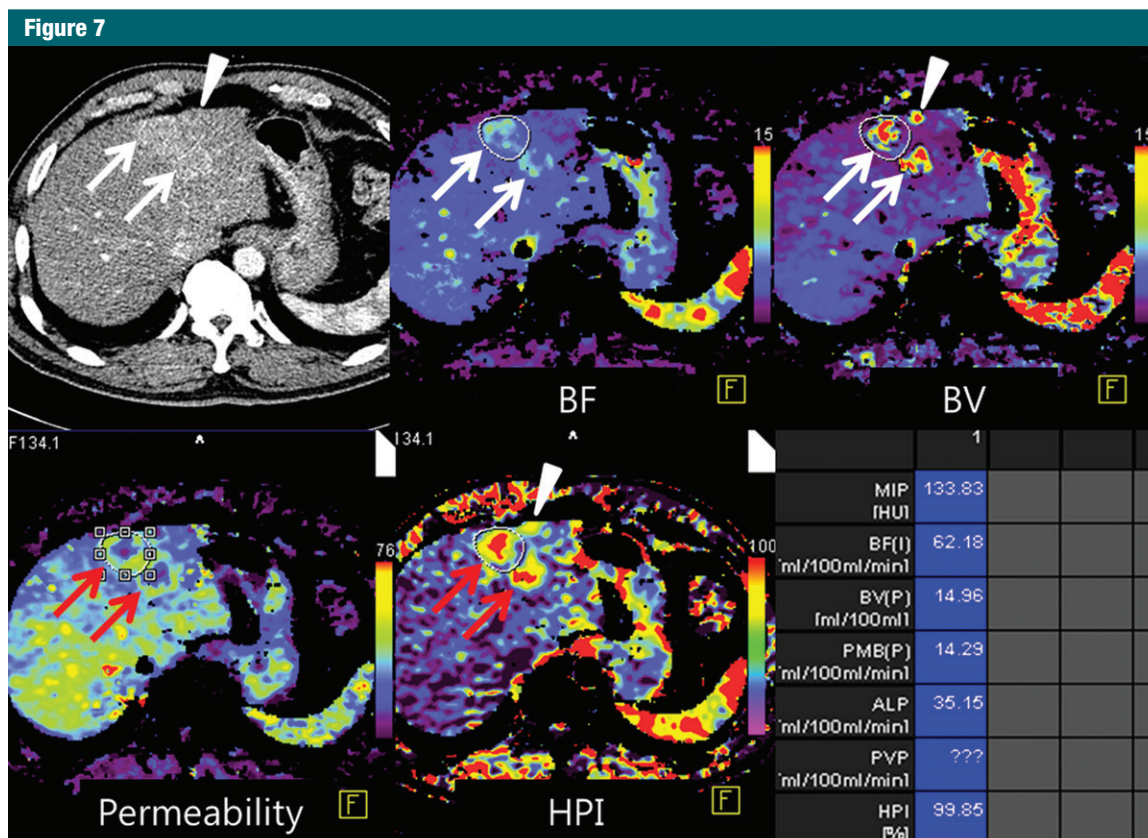 Figure 7
15
15
BF
F
BV
F
F134.1
^
76
Permeability
F
134.1
^
100
HPI
F
1
MIP 133.83
[HU]
BF(I) 62.18
ml/100ml/min]
BV(P) 14.96
[ml/100ml]
PMB(P) 14.29
ml/100ml/min]
ALP 35.15
ml/100ml/min]
PVP ???
ml/100ml/min]
HPI 99.85
[%]